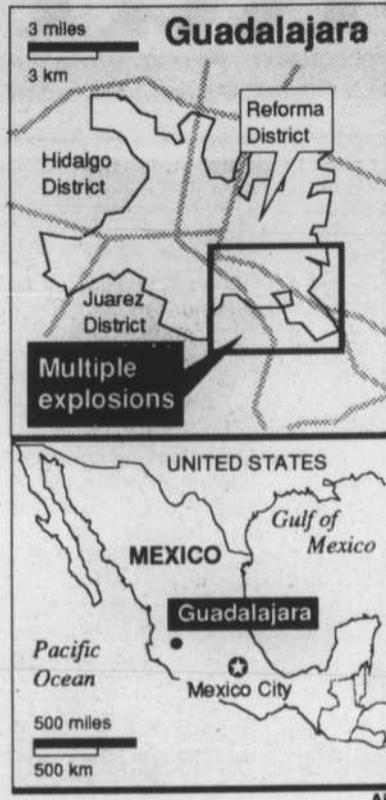 3 miles
3 km
Guadalajara
Reforma
District
Hidalgo
District
Juarez
District
Multiple
explosions
UNITED STATES
Gulf of
Mexico
MEXICO
Guadalajara
Pacific
Ocean
Mexico City
500 miles
500 km